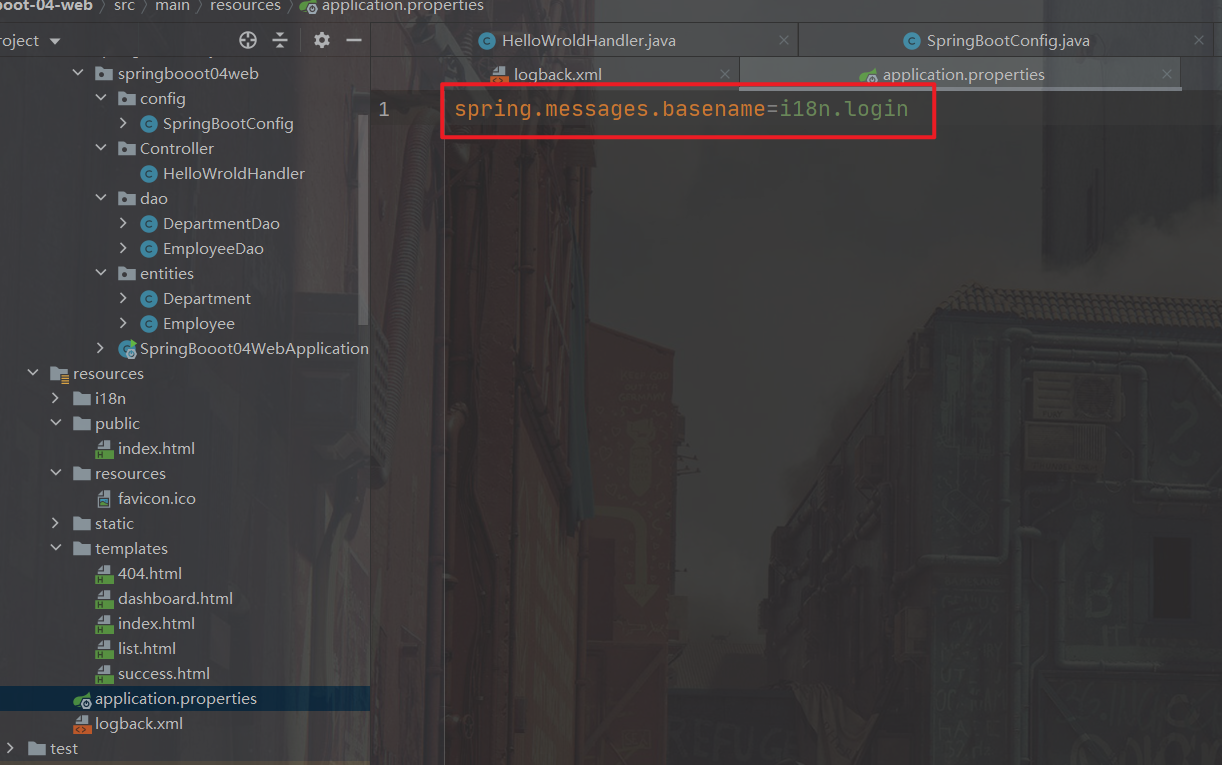 boot-04-web > src > main > resources > application.properties
roject
HelloWroldHandler.java
SpringBootConfig.java
logback.xml
application.properties
1 spring.messages.basename=i18n.login
springbooot04web
config
SpringBootConfig
Controller
HelloWroldHandler
dao
DepartmentDao
EmployeeDao
entities
Department
Employee
SpringBooot04WebApplication
resources
i18n
public
index.html
resources
favicon.ico
static
templates
404.html
dashboard.html
index.html
list.html
success.html
application.properties
logback.xml
test